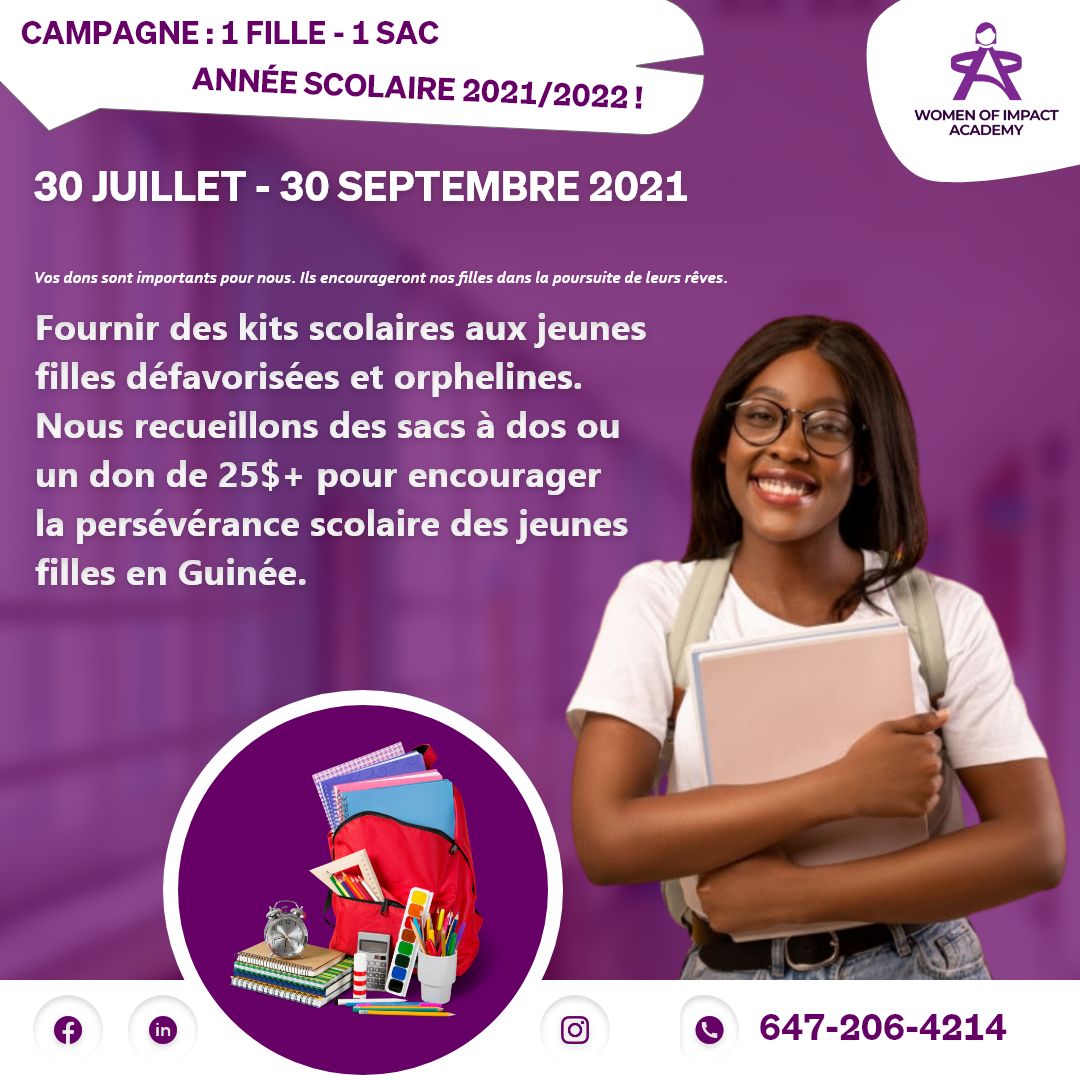 CAMPAGNE : 1 FILLE - 1 SAC
ANNÉE SCOLAIRE 2021/2022 !
WOMEN OF IMPACT
ACADEMY
30 JUILLET - 30 SEPTEMBRE 2021
Vos dons sont importants pour nous. Ils encourageront nos filles dans la poursuite de leurs rêves.
Fournir des kits scolaires aux jeunes
filles défavorisées et orphelines.
Nous recueillons des sacs à dos ou
un don de 25$+ pour encourager
la persévérance scolaire des jeunes
filles en Guinée.
647-206-4214